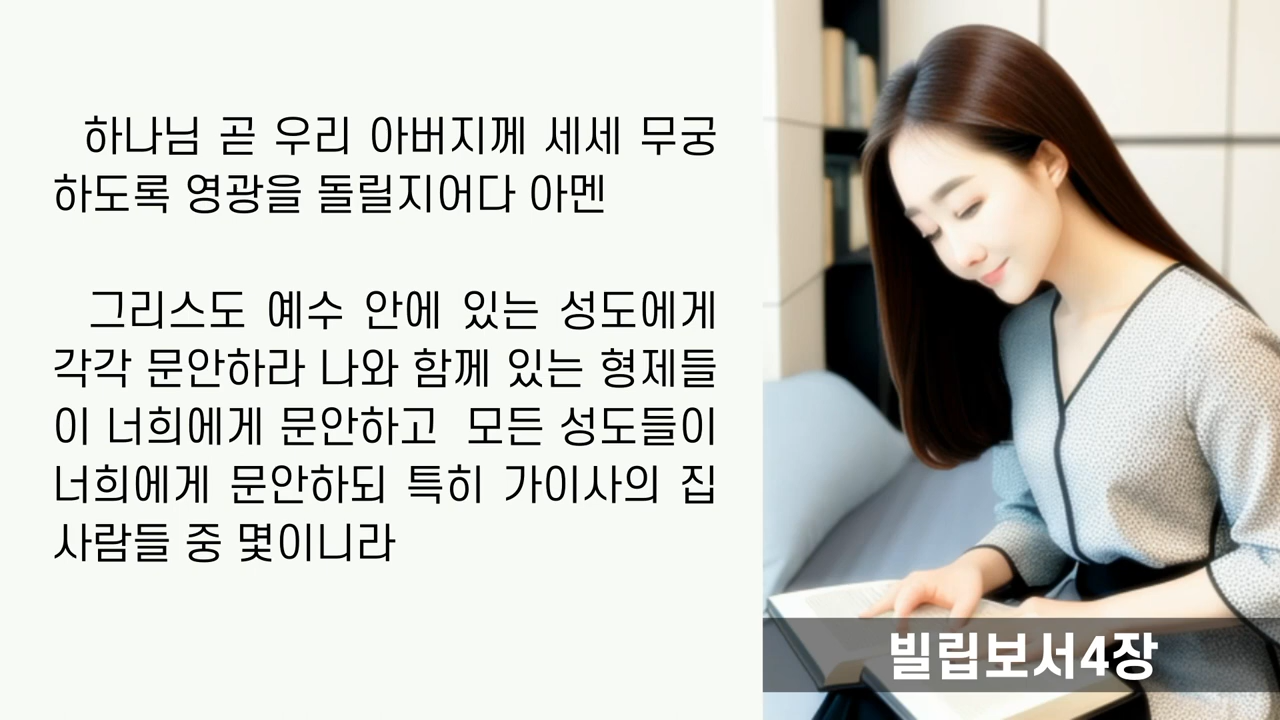 하나님 곧 우리 아버지께 세세 무궁
하도록 영광을 돌릴지어다 아멘
그리스도 예수 안에 있는 성도에게
각각 문안하라 나와 함께 있는 형제들
이 너희에게 문안하고 모든 성도들이
너희에게 문안하되 특히 가이사의 집
사람들 중 몇이니라
빌립보서4장